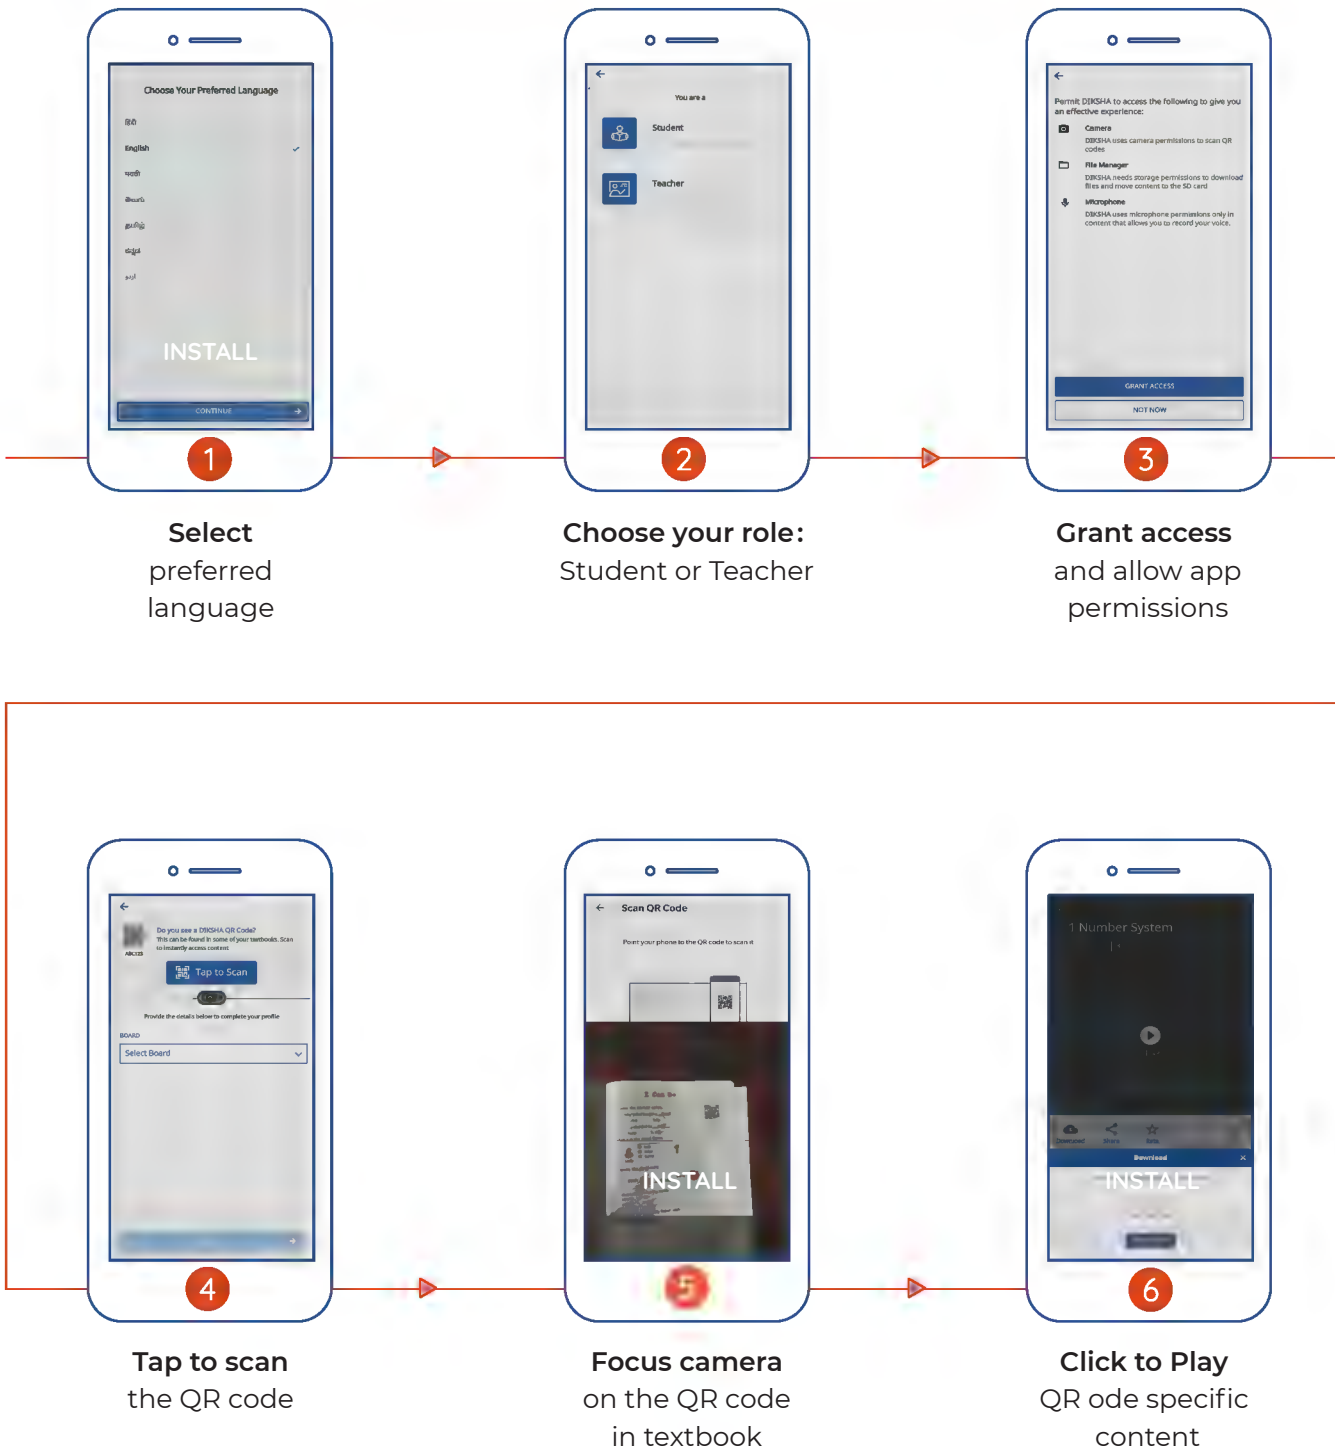 Choose Your Preferred Language
हिंदी
English
मराठी
తెలుగు
தமிழ்
ಕನ್ನಡ
اردو
INSTALL
CONTINUE
1
Select
preferred
language
You are a
Student
Teacher
2
Choose your role:
Student or Teacher
Permit DIKSHA to access the following to give you
an effective experience:
Camera
DIKSHA uses camera permissions to scan QR
codes
File Manager
DIKSHA needs storage permissions to download
files and move content to the SD card
Microphone
DIKSHA uses microphone permissions only in
content that allows you to record your voice.
GRANT ACCESS
NOT NOW
3
Grant access
and allow app
permissions
Do you see a DIKSHA QR Code?
This can be found in some of your textbooks. Scan
to instantly access content
Tap to Scan
Provide the details below to complete your profile
BOARD
Select Board
4
Tap to scan
the QR code
Scan QR Code
Point your phone to the QR code to scan it
INSTALL
5
Focus camera
on the QR code
in textbook
1 Number System
Download
Share
Rate
Download
INSTALL
6
Click to Play
QR ode specific
content